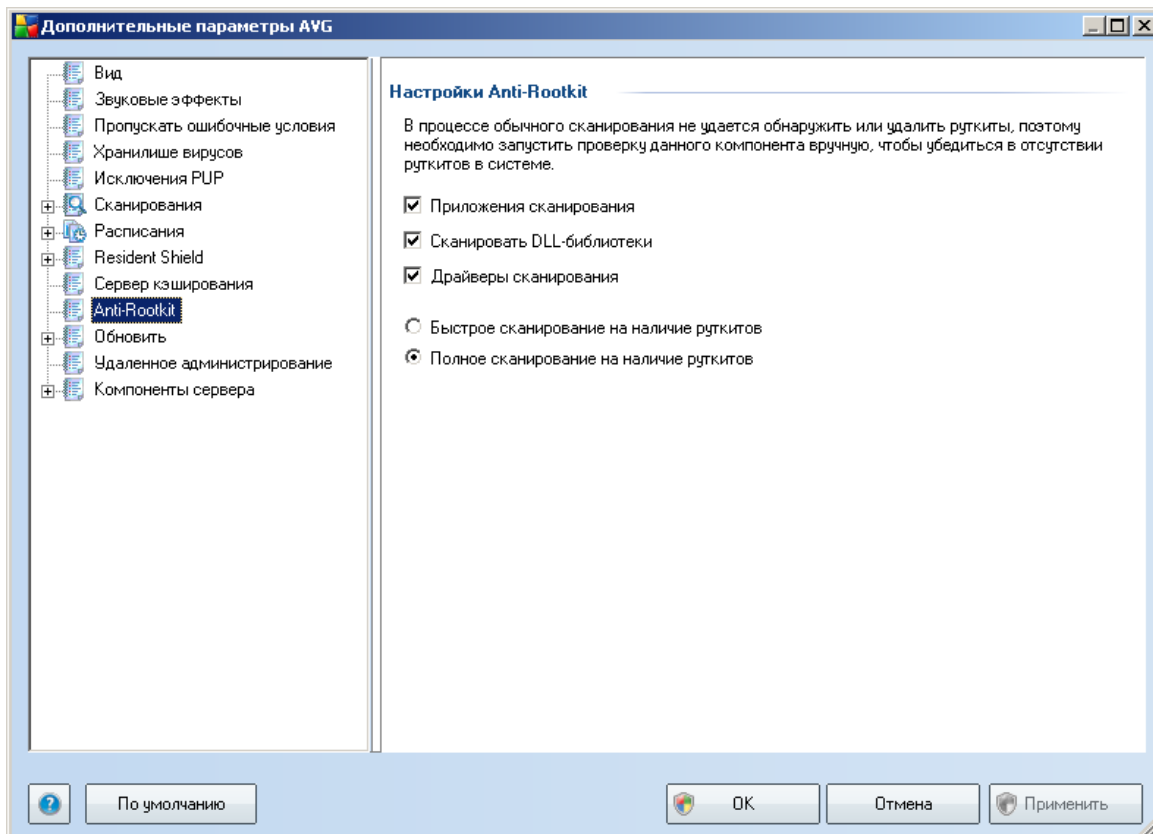 Дополнительные параметры AVG
Вид
Звуковые эффекты
Пропускать ошибочные условия
Хранилише вирусов
Исключения PUP
Сканирования
Расписания
Resident Shield
Сервер кэширования
Anti-Rootkit
Обновить
Удаленное администрирование
Компоненты сервера
Настройки Anti-Rootkit
В процессе обычного сканирования не удается обнаружить или удалить руткиты, поэтому
необходимо запустить проверку данного компонента вручную, чтобы убедиться в отсутствии
руткитов в системе.
Приложения сканирования
Сканировать DLL-библиотеки
Драйверы сканирования
Быстрое сканирование на наличие руткитов
Полное сканирование на наличие руткитов
По умолчанию
OK
Отмена
Применить